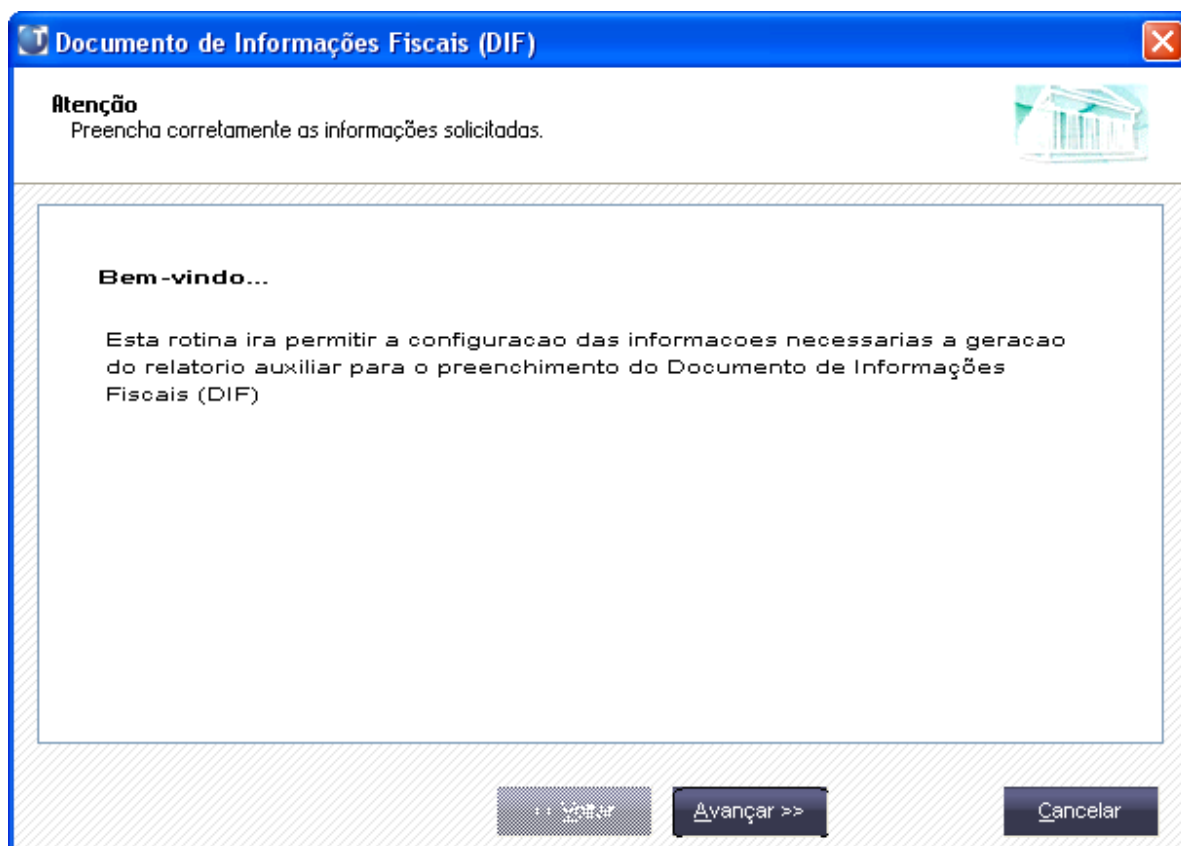 Documento de Informações Fiscais (DIF)
Atenção
Preencha corretamente as informações solicitadas.
Bem-vindo...
Esta rotina ira permitir a configuracao das informacoes necessarias a geracao
do relatorio auxiliar para o preenchimento do Documento de Informações
Fiscais (DIF)
<< Voltar
Avançar >>
Cancelar